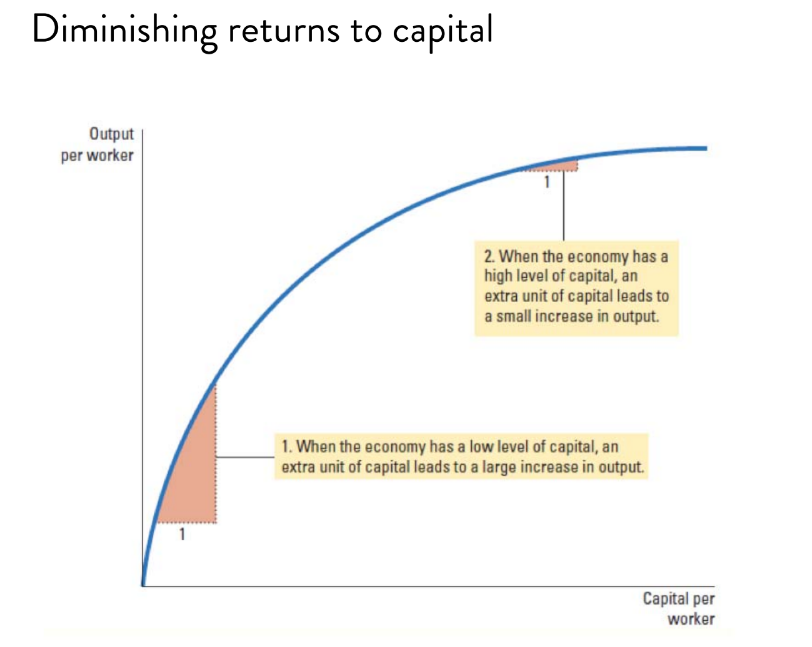 Diminishing returns to capital
Output
per worker
1
2. When the economy has a
high level of capital, an
extra unit of capital leads to
a small increase in output.
1. When the economy has a low level of capital, an
extra unit of capital leads to a large increase in output.
1
Capital per
worker